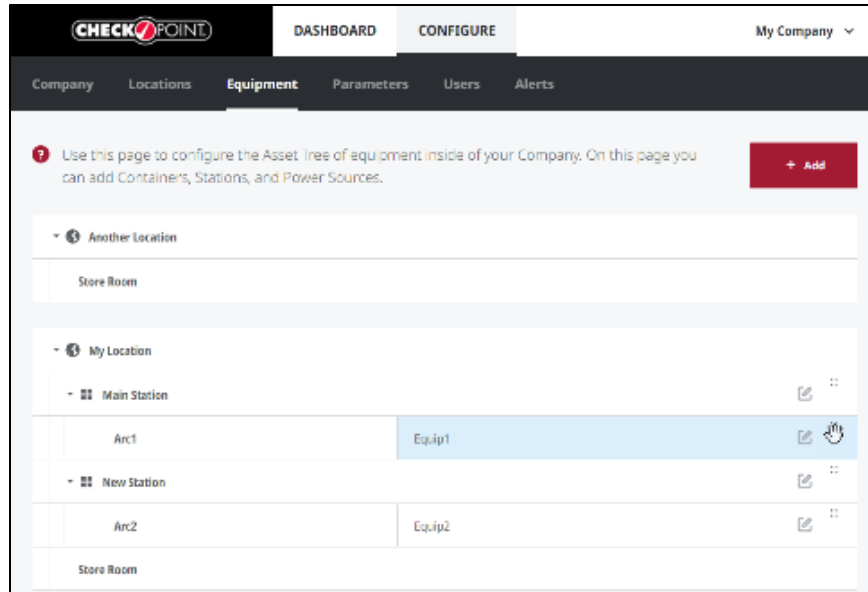 CHECKPOINT
DASHBOARD CONFIGURE My Company
Company Locations Equipment Parameters Users Alerts
? Use this page to configure the Asset Tree of equipment inside of your Company. On this page you
can add Containers, Stations, and Power Sources.
+ Add
Another Location
Store Room
My Location
Main Station
Arc1 Equip1
New Station
Arc2 Equip2
Store Room